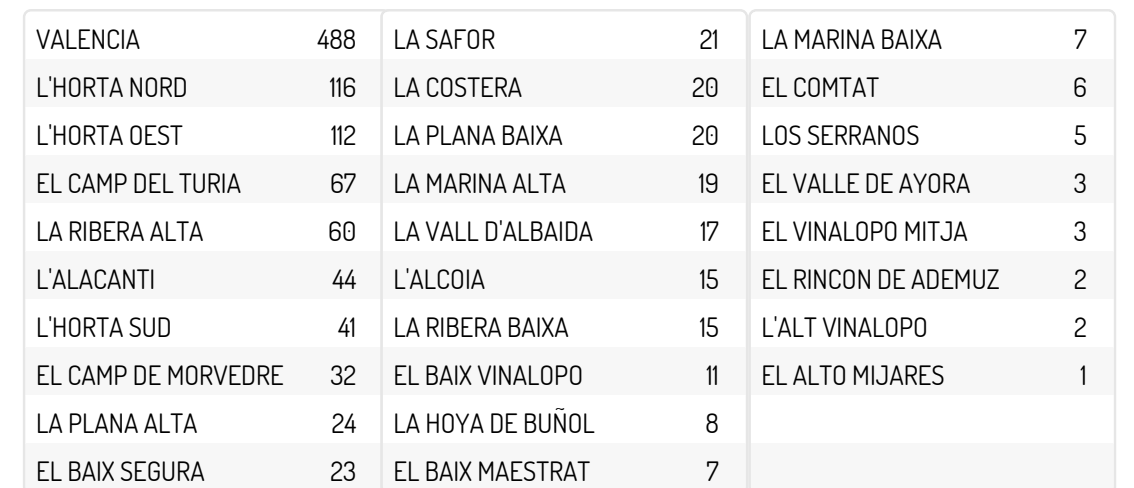 VALENCIA 488
L'HORTA NORD 116
L'HORTA OEST 112
EL CAMP DEL TURIA 67
LA RIBERA ALTA 60
L'ALACANTI 44
L'HORTA SUD 41
EL CAMP DE MORVEDRE 32
LA PLANA ALTA 24
EL BAIX SEGURA 23
LA SAFOR 21
LA COSTERA 20
LA PLANA BAIXA 20
LA MARINA ALTA 19
LA VALL D'ALBAIDA 17
L'ALCOIA 15
LA RIBERA BAIXA 15
EL BAIX VINALOPO 11
LA HOYA DE BUÑOL 8
EL BAIX MAESTRAT 7
LA MARINA BAIXA 7
EL COMTAT 6
LOS SERRANOS 5
EL VALLE DE AYORA 3
EL VINALOPO MITJA 3
EL RINCON DE ADEMUZ 2
L'ALT VINALOPO 2
EL ALTO MIJARES 1